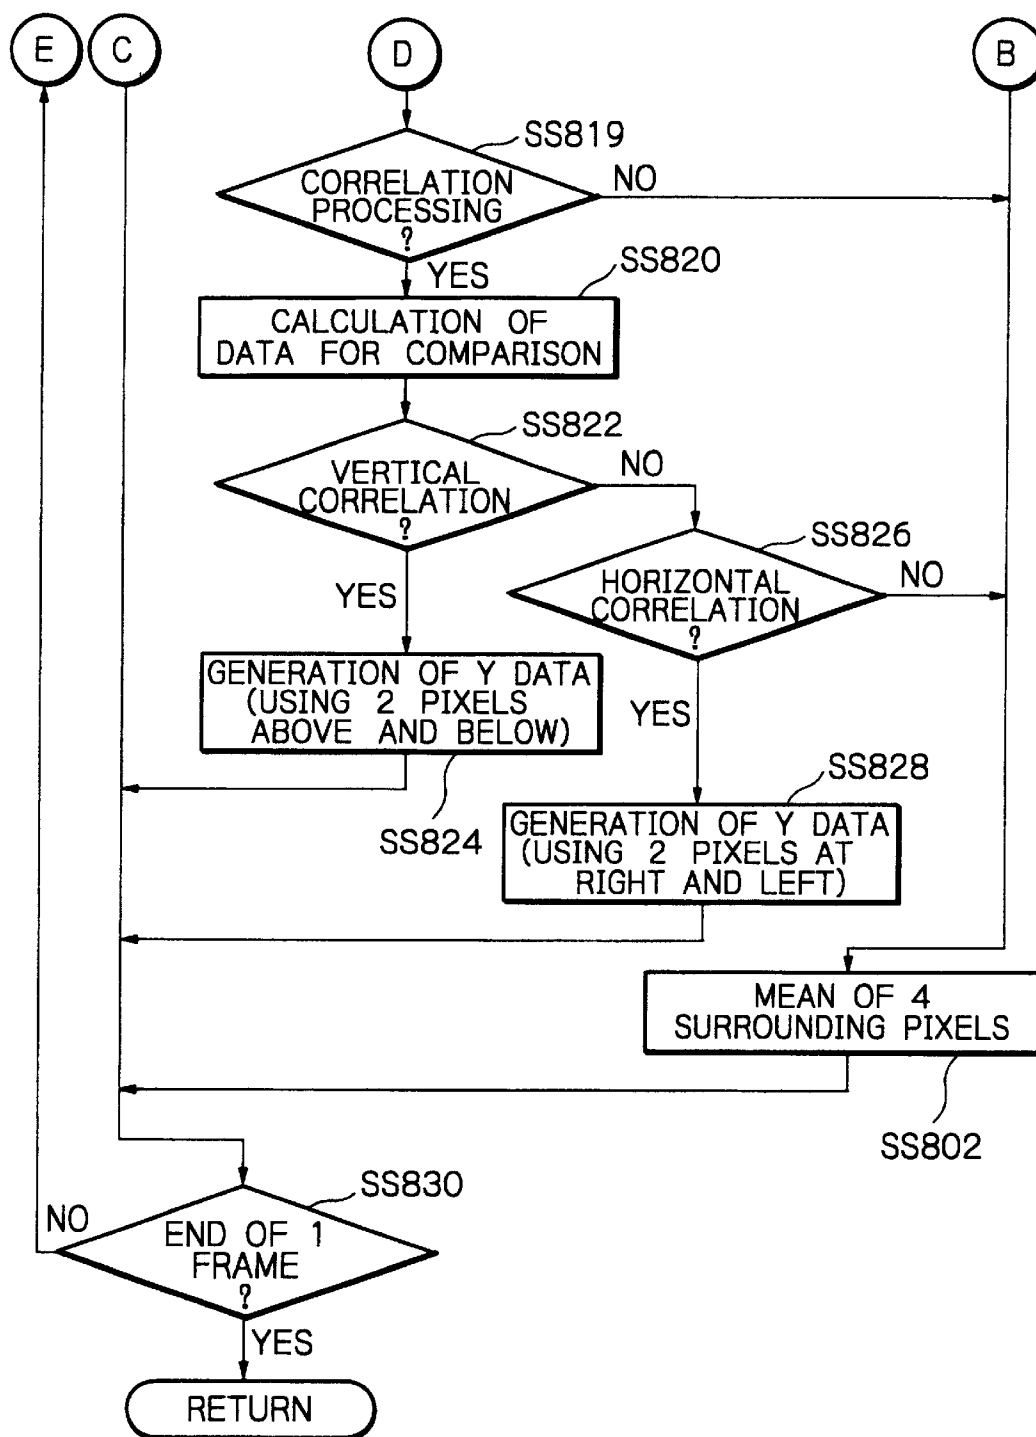 E
C
D
B
SS819
CORRELATION
PROCESSING
?
NO
YES
SS820
CALCULATION OF
DATA FOR COMPARISON
SS822
VERTICAL
CORRELATION
?
NO
YES
SS826
HORIZONTAL
CORRELATION
?
NO
YES
GENERATION OF Y DATA
(USING 2 PIXELS
ABOVE AND BELOW)
SS824
SS828
GENERATION OF Y DATA
(USING 2 PIXELS AT
RIGHT AND LEFT)
MEAN OF 4
SURROUNDING PIXELS
SS802
SS830
END OF 1
FRAME
?
NO
YES
RETURN